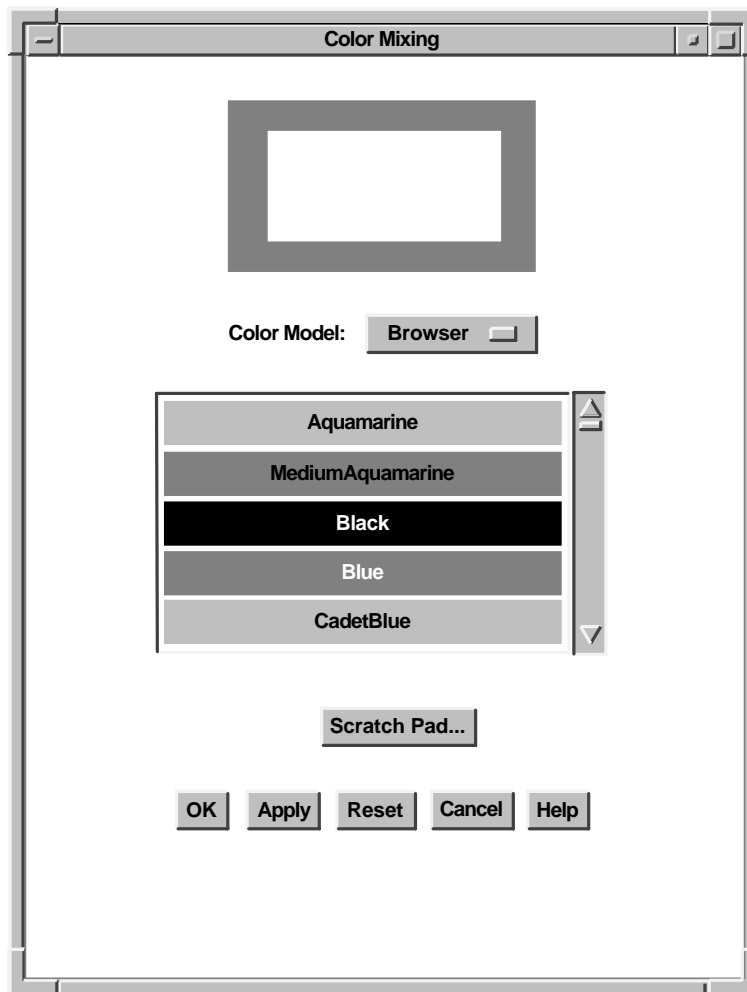 Color Mixing
Color Model: Browser
Aquamarine
MediumAquamarine
Black
Blue
CadetBlue
Scratch Pad...
OK Apply Reset Cancel Help